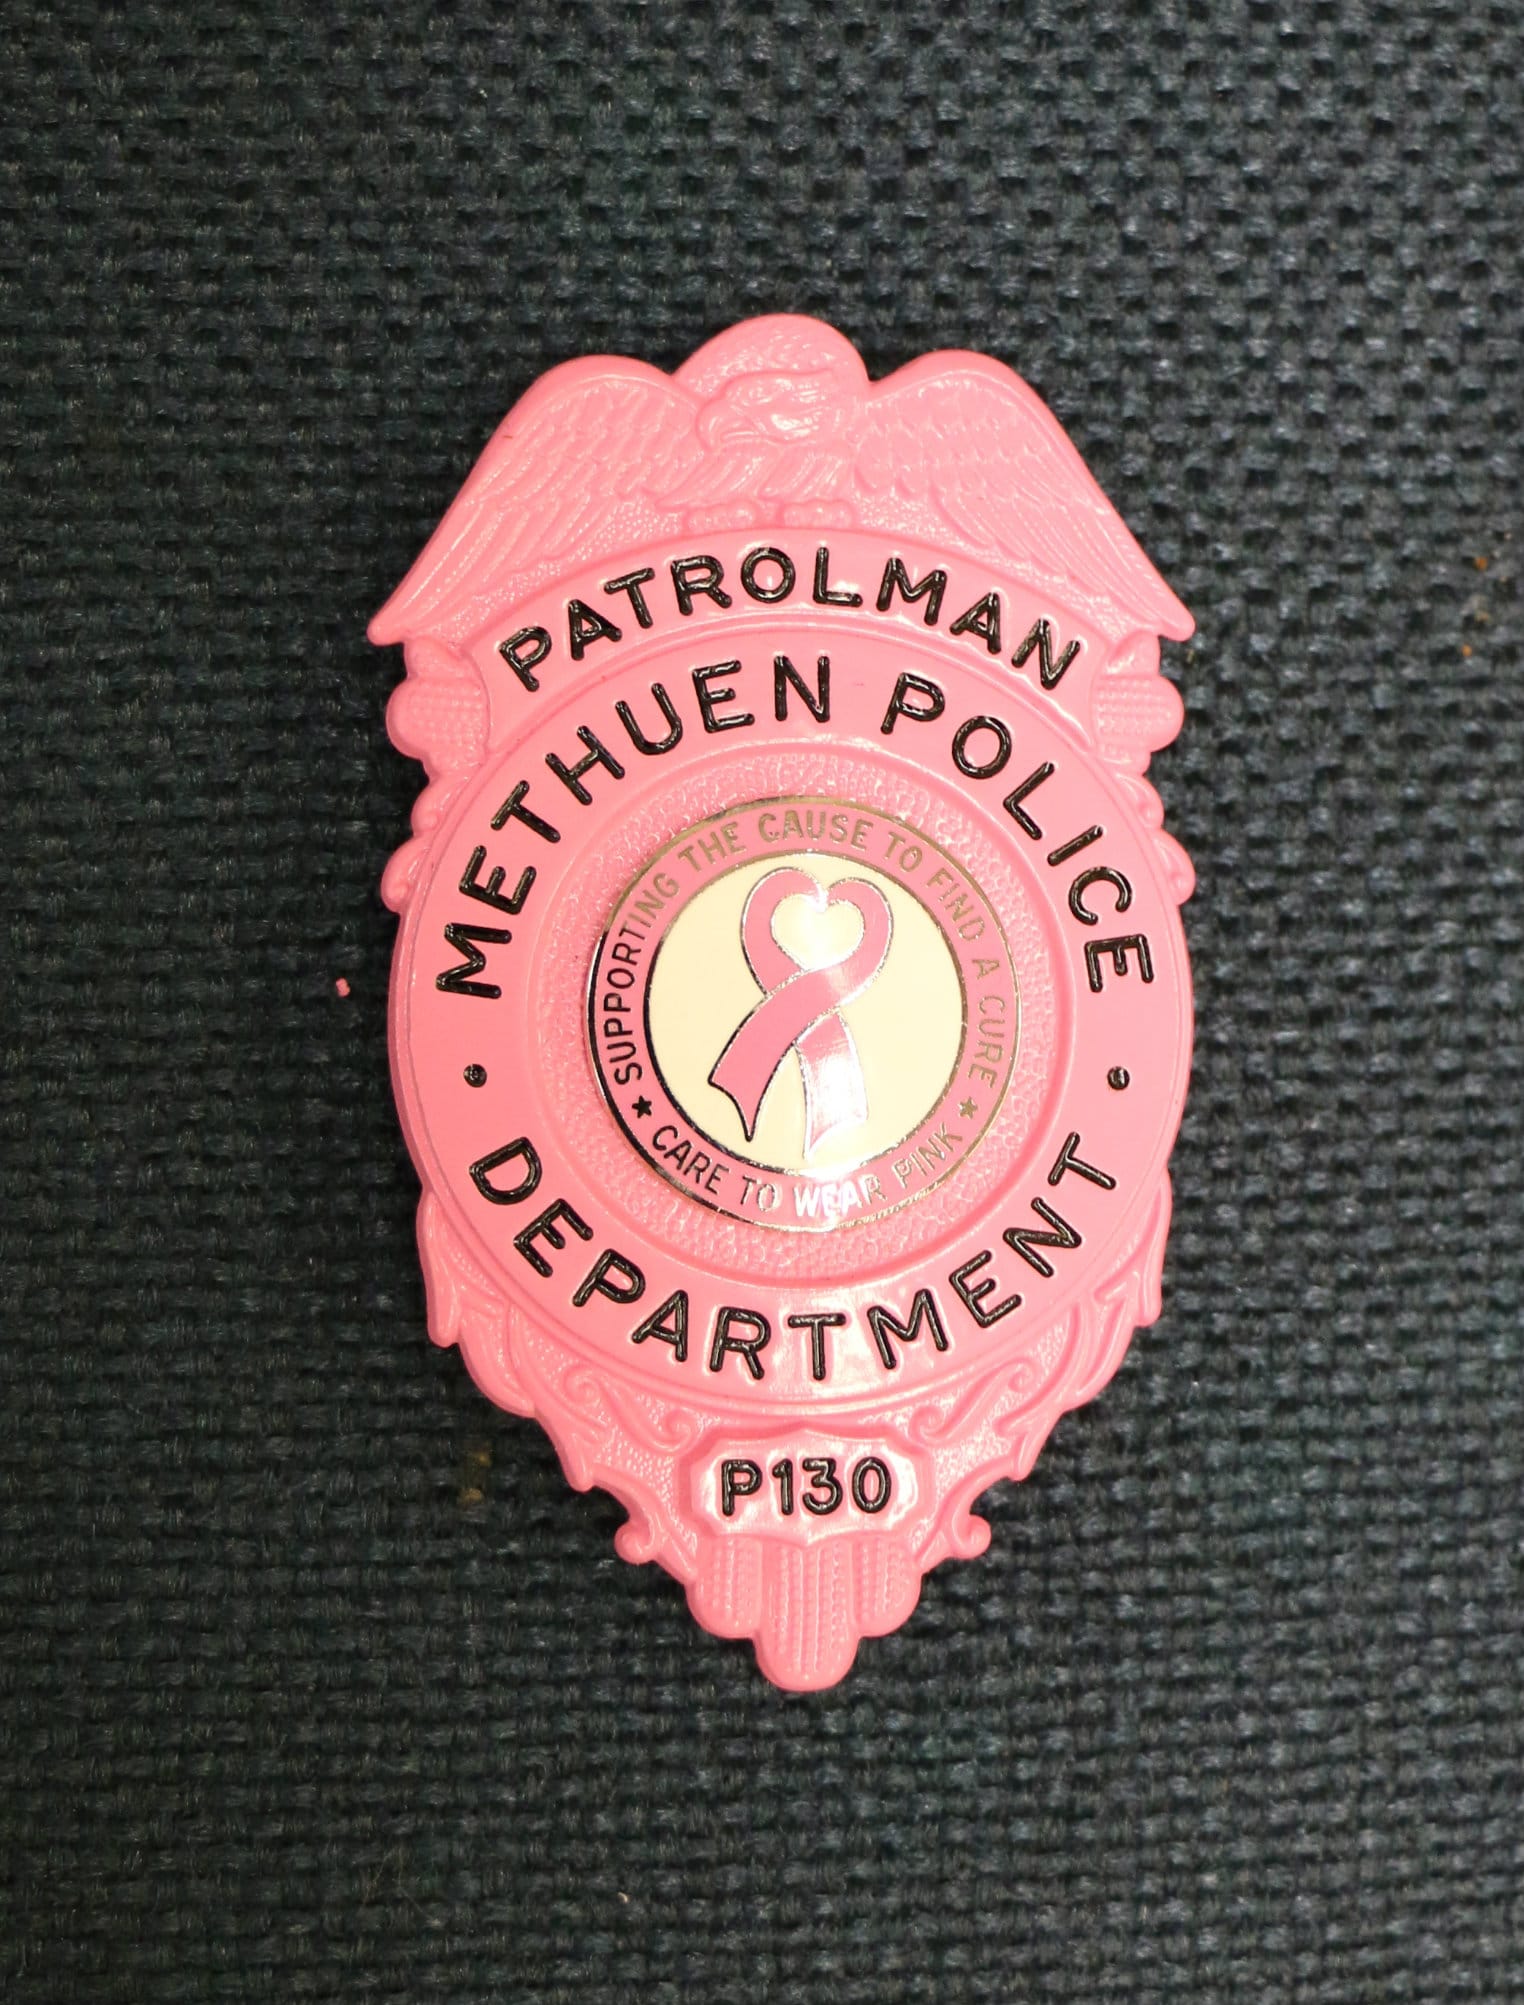 PATROLMAN
METHUEN POLICE
SUPPORTING THE CAUSE TO FIND A CURE
★ CARE TO WEAR PINK ★
• DEPARTMENT •
P130